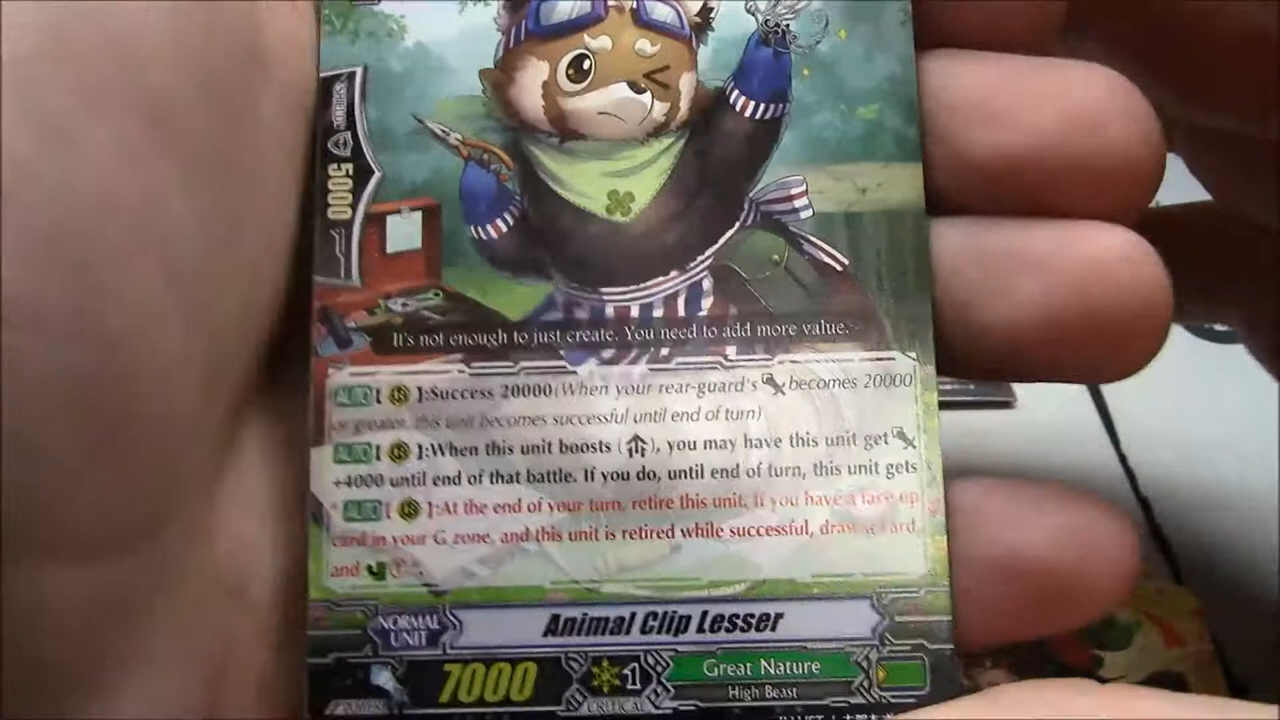 SHIELD
5000
It's not enough to just create. You need to add more value.
AUTO [ ]:Success 20000(When your rear-guard's becomes 20000
or greater, this unit becomes successful until end of turn)
AUTO [ ]:When this unit boosts ( ), you may have this unit get
+4000 until end of that battle. If you do, until end of turn, this unit gets
" AUTO [ ]:At the end of your turn, retire this unit. If you have a face up
card in your G zone, and this unit is retired while successful, draw a card
and
NORMAL
UNIT
Animal Clip Lesser
POWER
7000
1
CRITICAL
Great Nature
High Beast